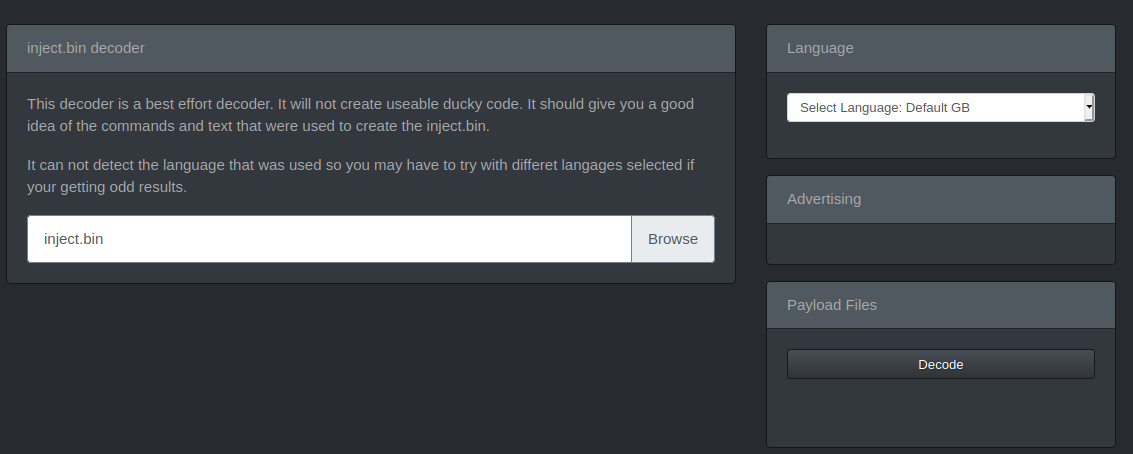 inject.bin decoder
This decoder is a best effort decoder. It will not create useable ducky code. It should give you a good
idea of the commands and text that were used to create the inject.bin.
It can not detect the language that was used so you may have to try with differet langages selected if
your getting odd results.
inject.bin
Browse
Language
Select Language: Default GB
Advertising
Payload Files
Decode